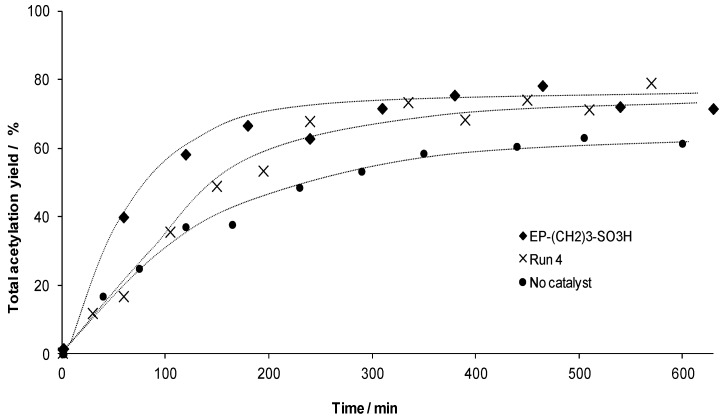 100
80
60
40
20
0
Total acetylation yield / %
EP-(CH2)3-SO3H
Run 4
No catalyst
0 100 200 300 400 500 600
Time / min